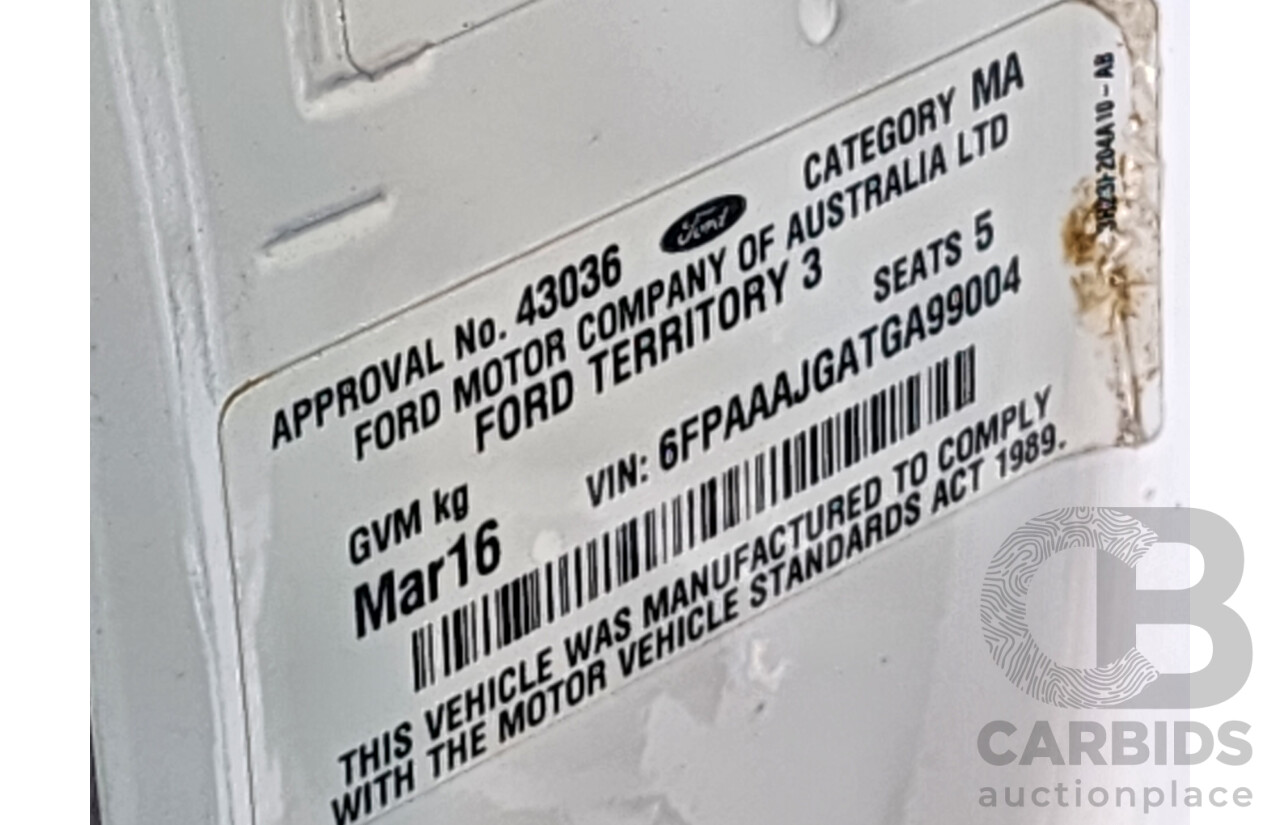 APPROVAL No. 43036 Ford CATEGORY MA
FORD MOTOR COMPANY OF AUSTRALIA LTD
FORD TERRITORY 3 SEATS 5
GVM kg VIN: 6FPAAAJGATGA99004
Mar16
THIS VEHICLE WAS MANUFACTURED TO COMPLY
WITH THE MOTOR VEHICLE STANDARDS ACT 1989.
CB
CARBIDS
auctionplace